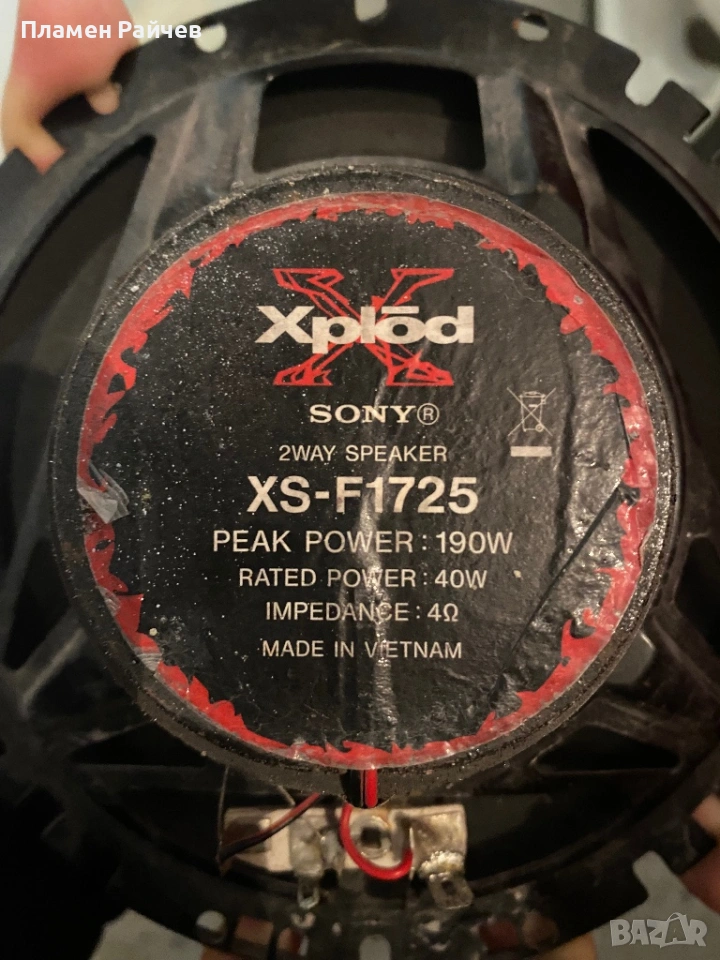 Пламен Райчев
Xplōd
SONY®
2WAY SPEAKER
XS-F1725
PEAK POWER : 190W
RATED POWER : 40W
IMPEDANCE : 4Ω
MADE IN VIETNAM
BAZAR